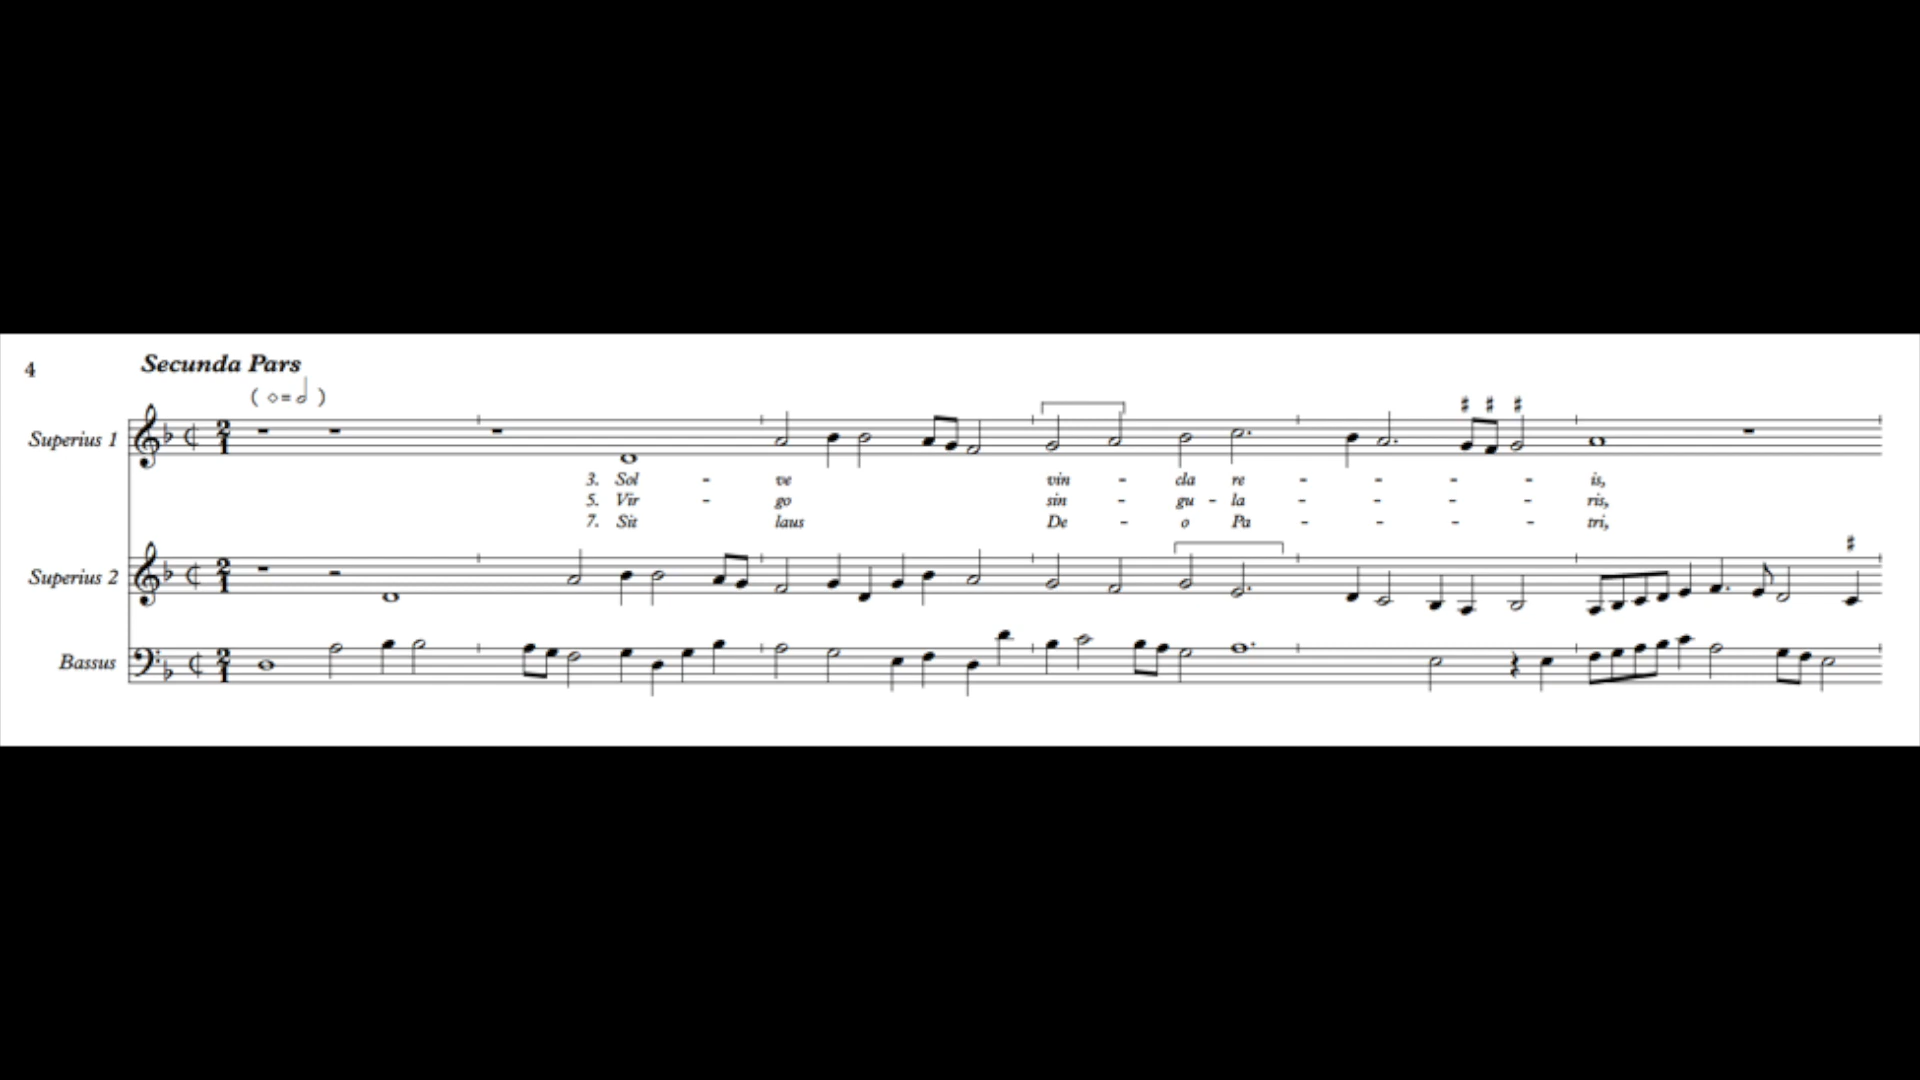 4
Secunda Pars
( ◇= 𝅗𝅥 )
Superius 1
3. Sol - ve vin - cla re - - - - is,
5. Vir - go sin - gu - la - - - - ris,
7. Sit laus De - o Pa - - - - tri,
Superius 2
Bassus